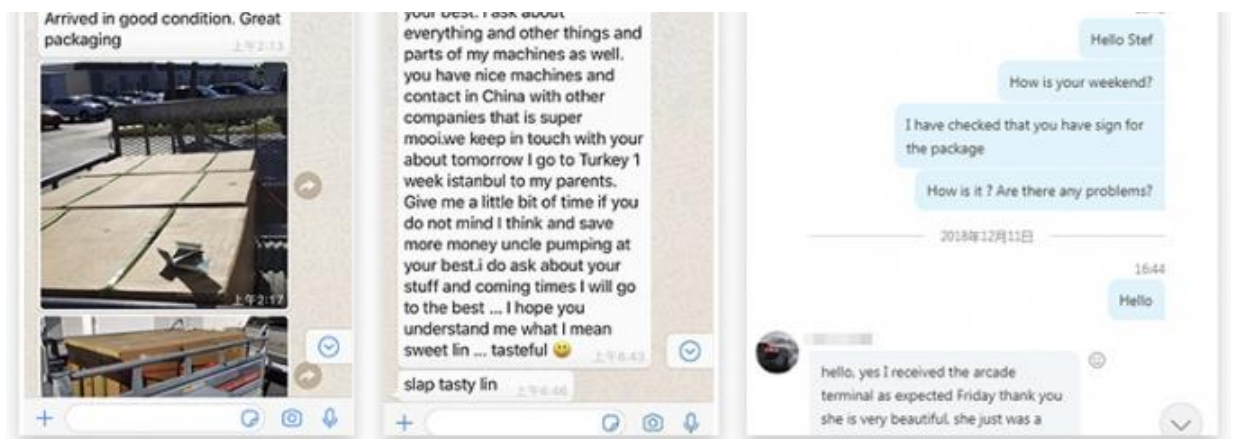 Arrived in good condition. Great
packaging
上午2:13
上午2:17
your best. I ask about
everything and other things and
parts of my machines as well.
you have nice machines and
contact in China with other
companies that is super
mooi.we keep in touch with your
about tomorrow I go to Turkey 1
week istanbul to my parents.
Give me a little bit of time if you
do not mind I think and save
more money uncle pumping at
your best.i do ask about your
stuff and coming times I will go
to the best ... I hope you
understand me what I mean
sweet lin ... tasteful 😀
上午6:43
slap tasty lin
上午6:46
Hello Stef
How is your weekend?
I have checked that you have sign for
the package
How is it ? Are there any problems?
2018年12月11日
16:44
Hello
hello, yes I received the arcade
terminal as expected Friday thank you
she is very beautiful. she just was a